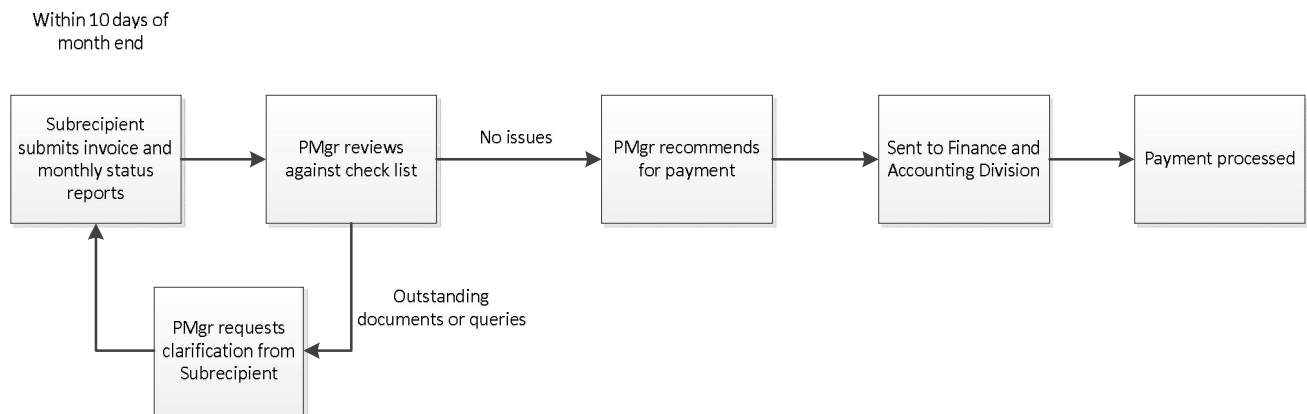 Within 10 days of
month end
Subrecipient
submits invoice and
monthly status
reports
PMgr reviews
against check list
No issues
PMgr recommends
for payment
Sent to Finance and
Accounting Division
Payment processed
Outstanding
documents or queries
PMgr requests
clarification from
Subrecipient